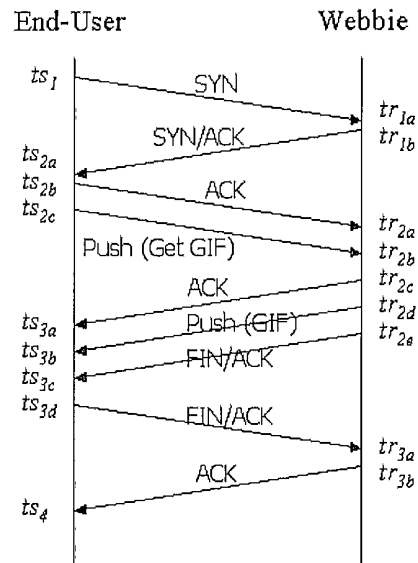 End-User Webbie
ts1
SYN
tr1a
SYN/ACK
tr1b
ts2a
ts2b
ACK
ts2c
tr2a
Push (Get GIF)
tr2b
ACK
tr2c
ts3a
Push (GIF)
tr2d
ts3b
FIN/ACK
tr2e
ts3c
ts3d
FIN/ACK
tr3a
ACK
tr3b
ts4